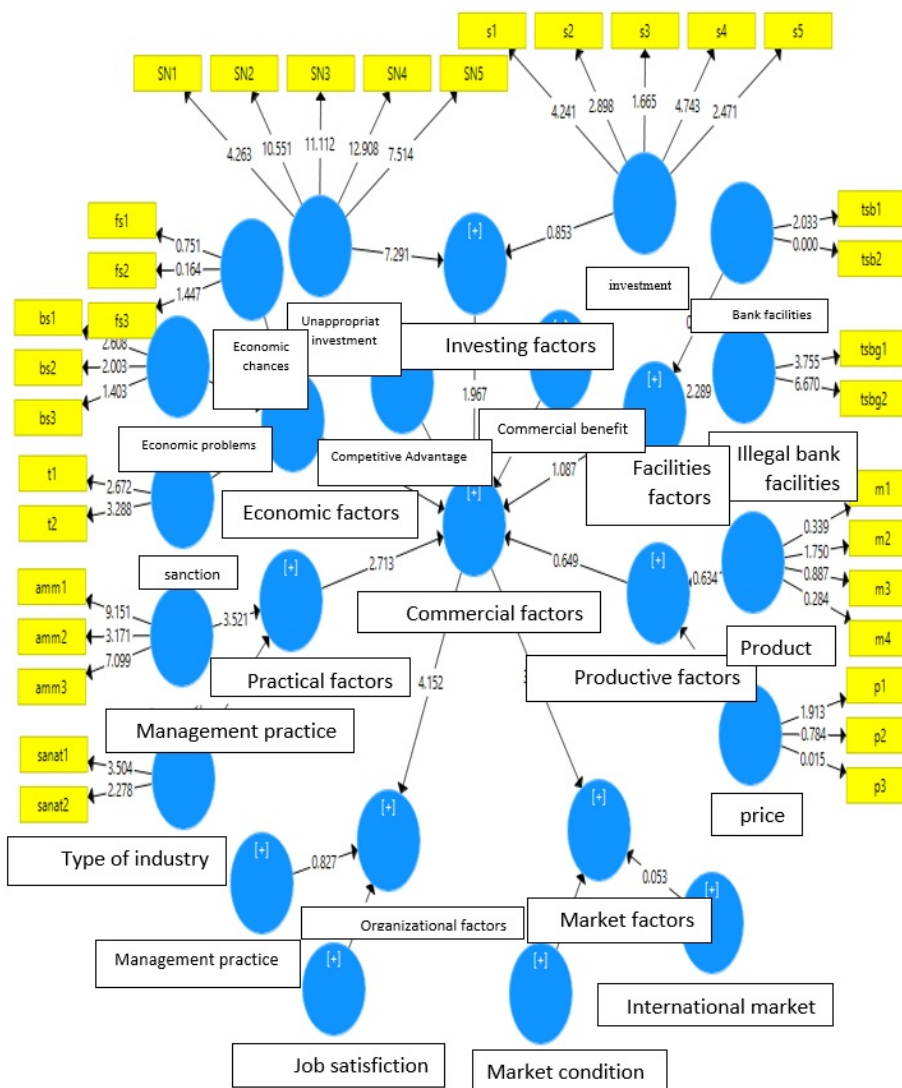 s1
s2
s3
s4
s5
SN1
SN2
SN3
SN4
SN5
4.241
2.898
1.665
4.743
2.471
4.263
10.551
11.112
12.908
7.514
fs1
fs2
fs3
0.751
0.164
1.447
7.291
[+]
0.853
tsb1
tsb2
2.033
0.000
investment
Bank facilities
bs1
bs2
bs3
2.608
2.003
1.403
Economic
chances
Unappropriat
investment
Investing factors
1.967
[+]
2.289
3.755
6.670
tsbg1
tsbg2
Economic problems
Competitive Advantage
Commercial benefit
1.087
Facilities
factors
Illegal bank
facilities
t1
t2
2.672
3.288
Economic factors
[+]
m1
m2
m3
m4
0.339
1.750
0.887
0.284
sanction
[+]
2.713
0.649
[+]
0.634
amm1
amm2
amm3
9.151
3.171
7.099
3.521
Commercial factors
Product
Practical factors
Productive factors
Management practice
4.152
p1
p2
p3
1.913
0.784
0.015
sanat1
sanat2
3.504
2.278
price
[+]
[+]
Type of industry
[+]
0.827
0.053
[+]
Organizational factors
Market factors
Management practice
[+]
[+]
International market
Job satisfiction
Market condition